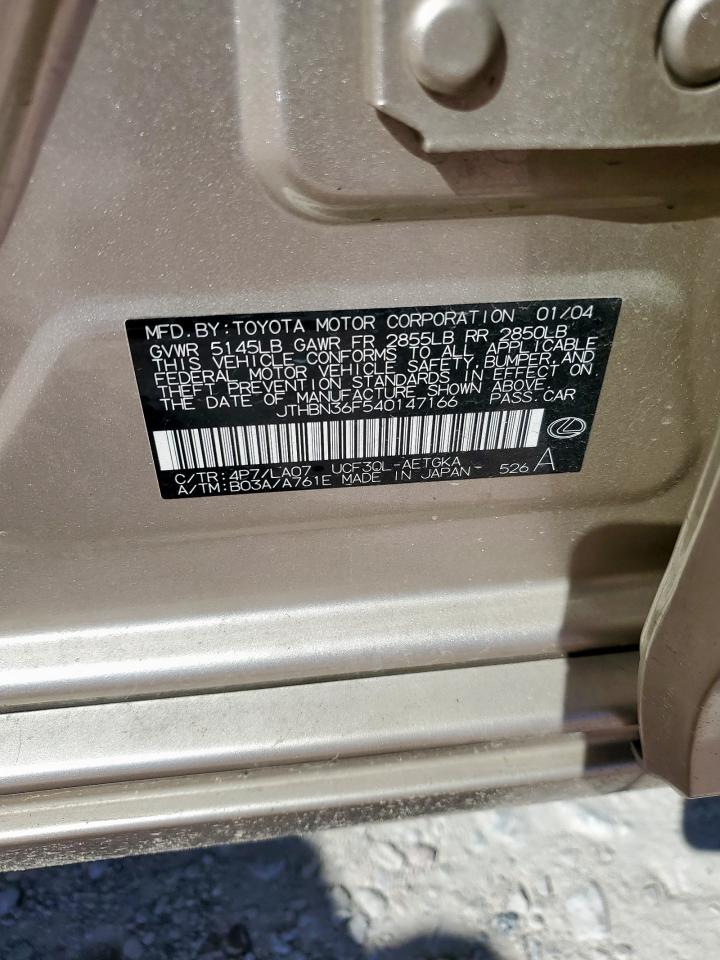 MFD.BY:TOYOTA MOTOR CORPORATION 01/04
GVWR 5145LB GAWR FR 2855LB RR 2850LB
THIS VEHICLE CONFORMS TO ALL APPLICABLE
FEDERAL MOTOR VEHICLE SAFETY, BUMPER, AND
THEFT PREVENTION STANDARDS IN EFFECT ON
THE DATE OF MANUFACTURE SHOWN ABOVE.
JTHBN36F540147166 PASS.CAR
C/TR:4P7/LA07 UCF30L-AETGKA
A/TM:B03A/A761E MADE IN JAPAN 526 A